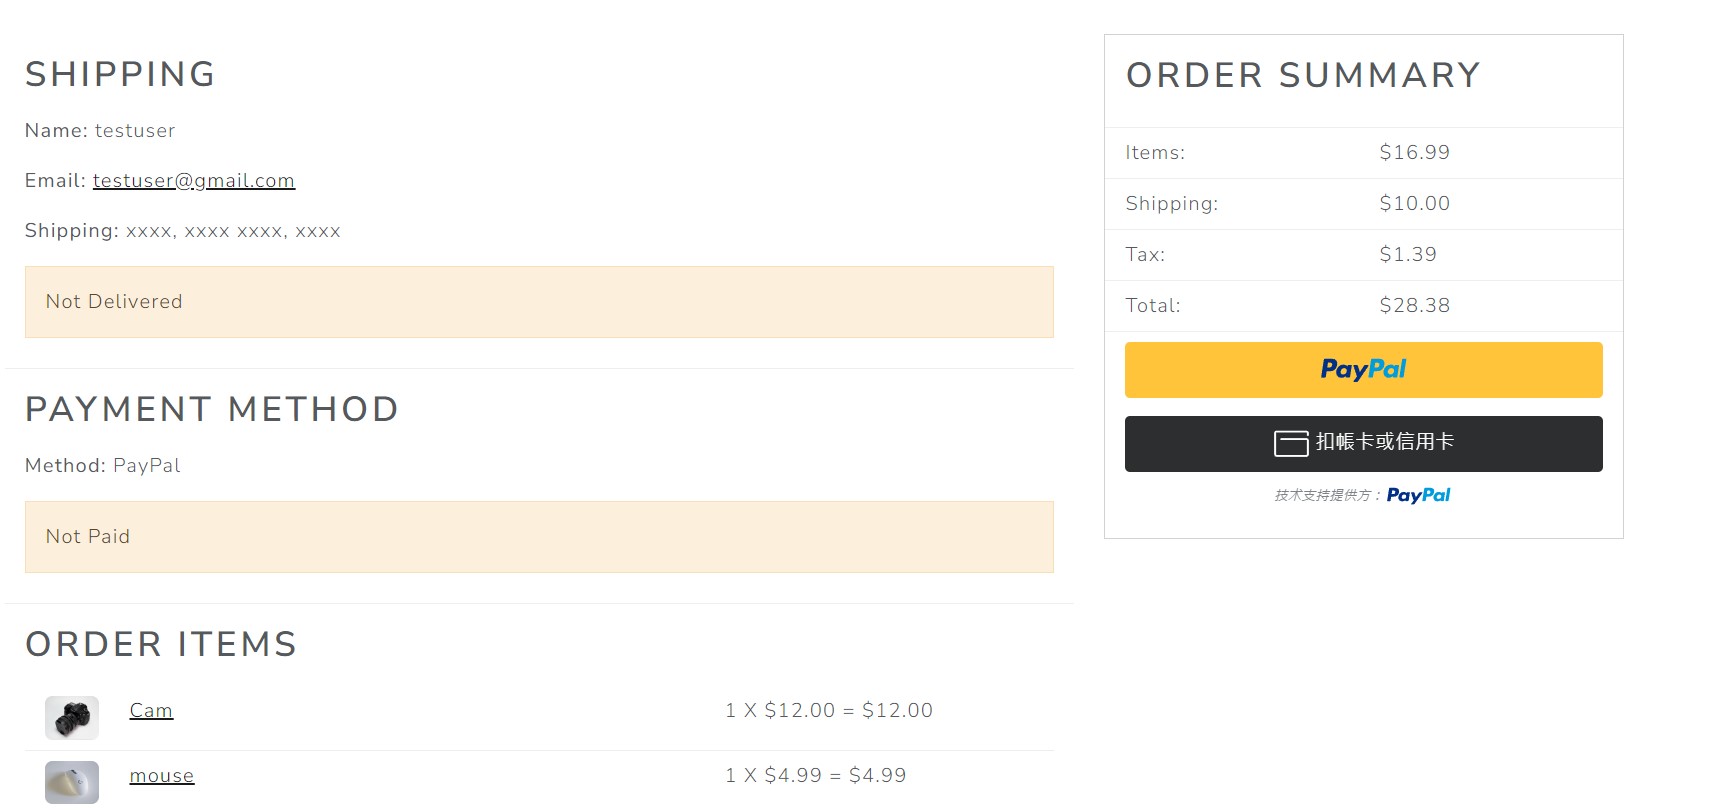 SHIPPING
Name: testuser
Email: testuser@gmail.com
Shipping: xxxx, xxxx xxxx, xxxx
Not Delivered
PAYMENT METHOD
Method: PayPal
Not Paid
ORDER ITEMS
Cam 1 X $12.00 = $12.00
mouse 1 X $4.99 = $4.99
ORDER SUMMARY
Items: $16.99
Shipping: $10.00
Tax: $1.39
Total: $28.38
PayPal
扣帳卡或信用卡
技术支持提供方： PayPal